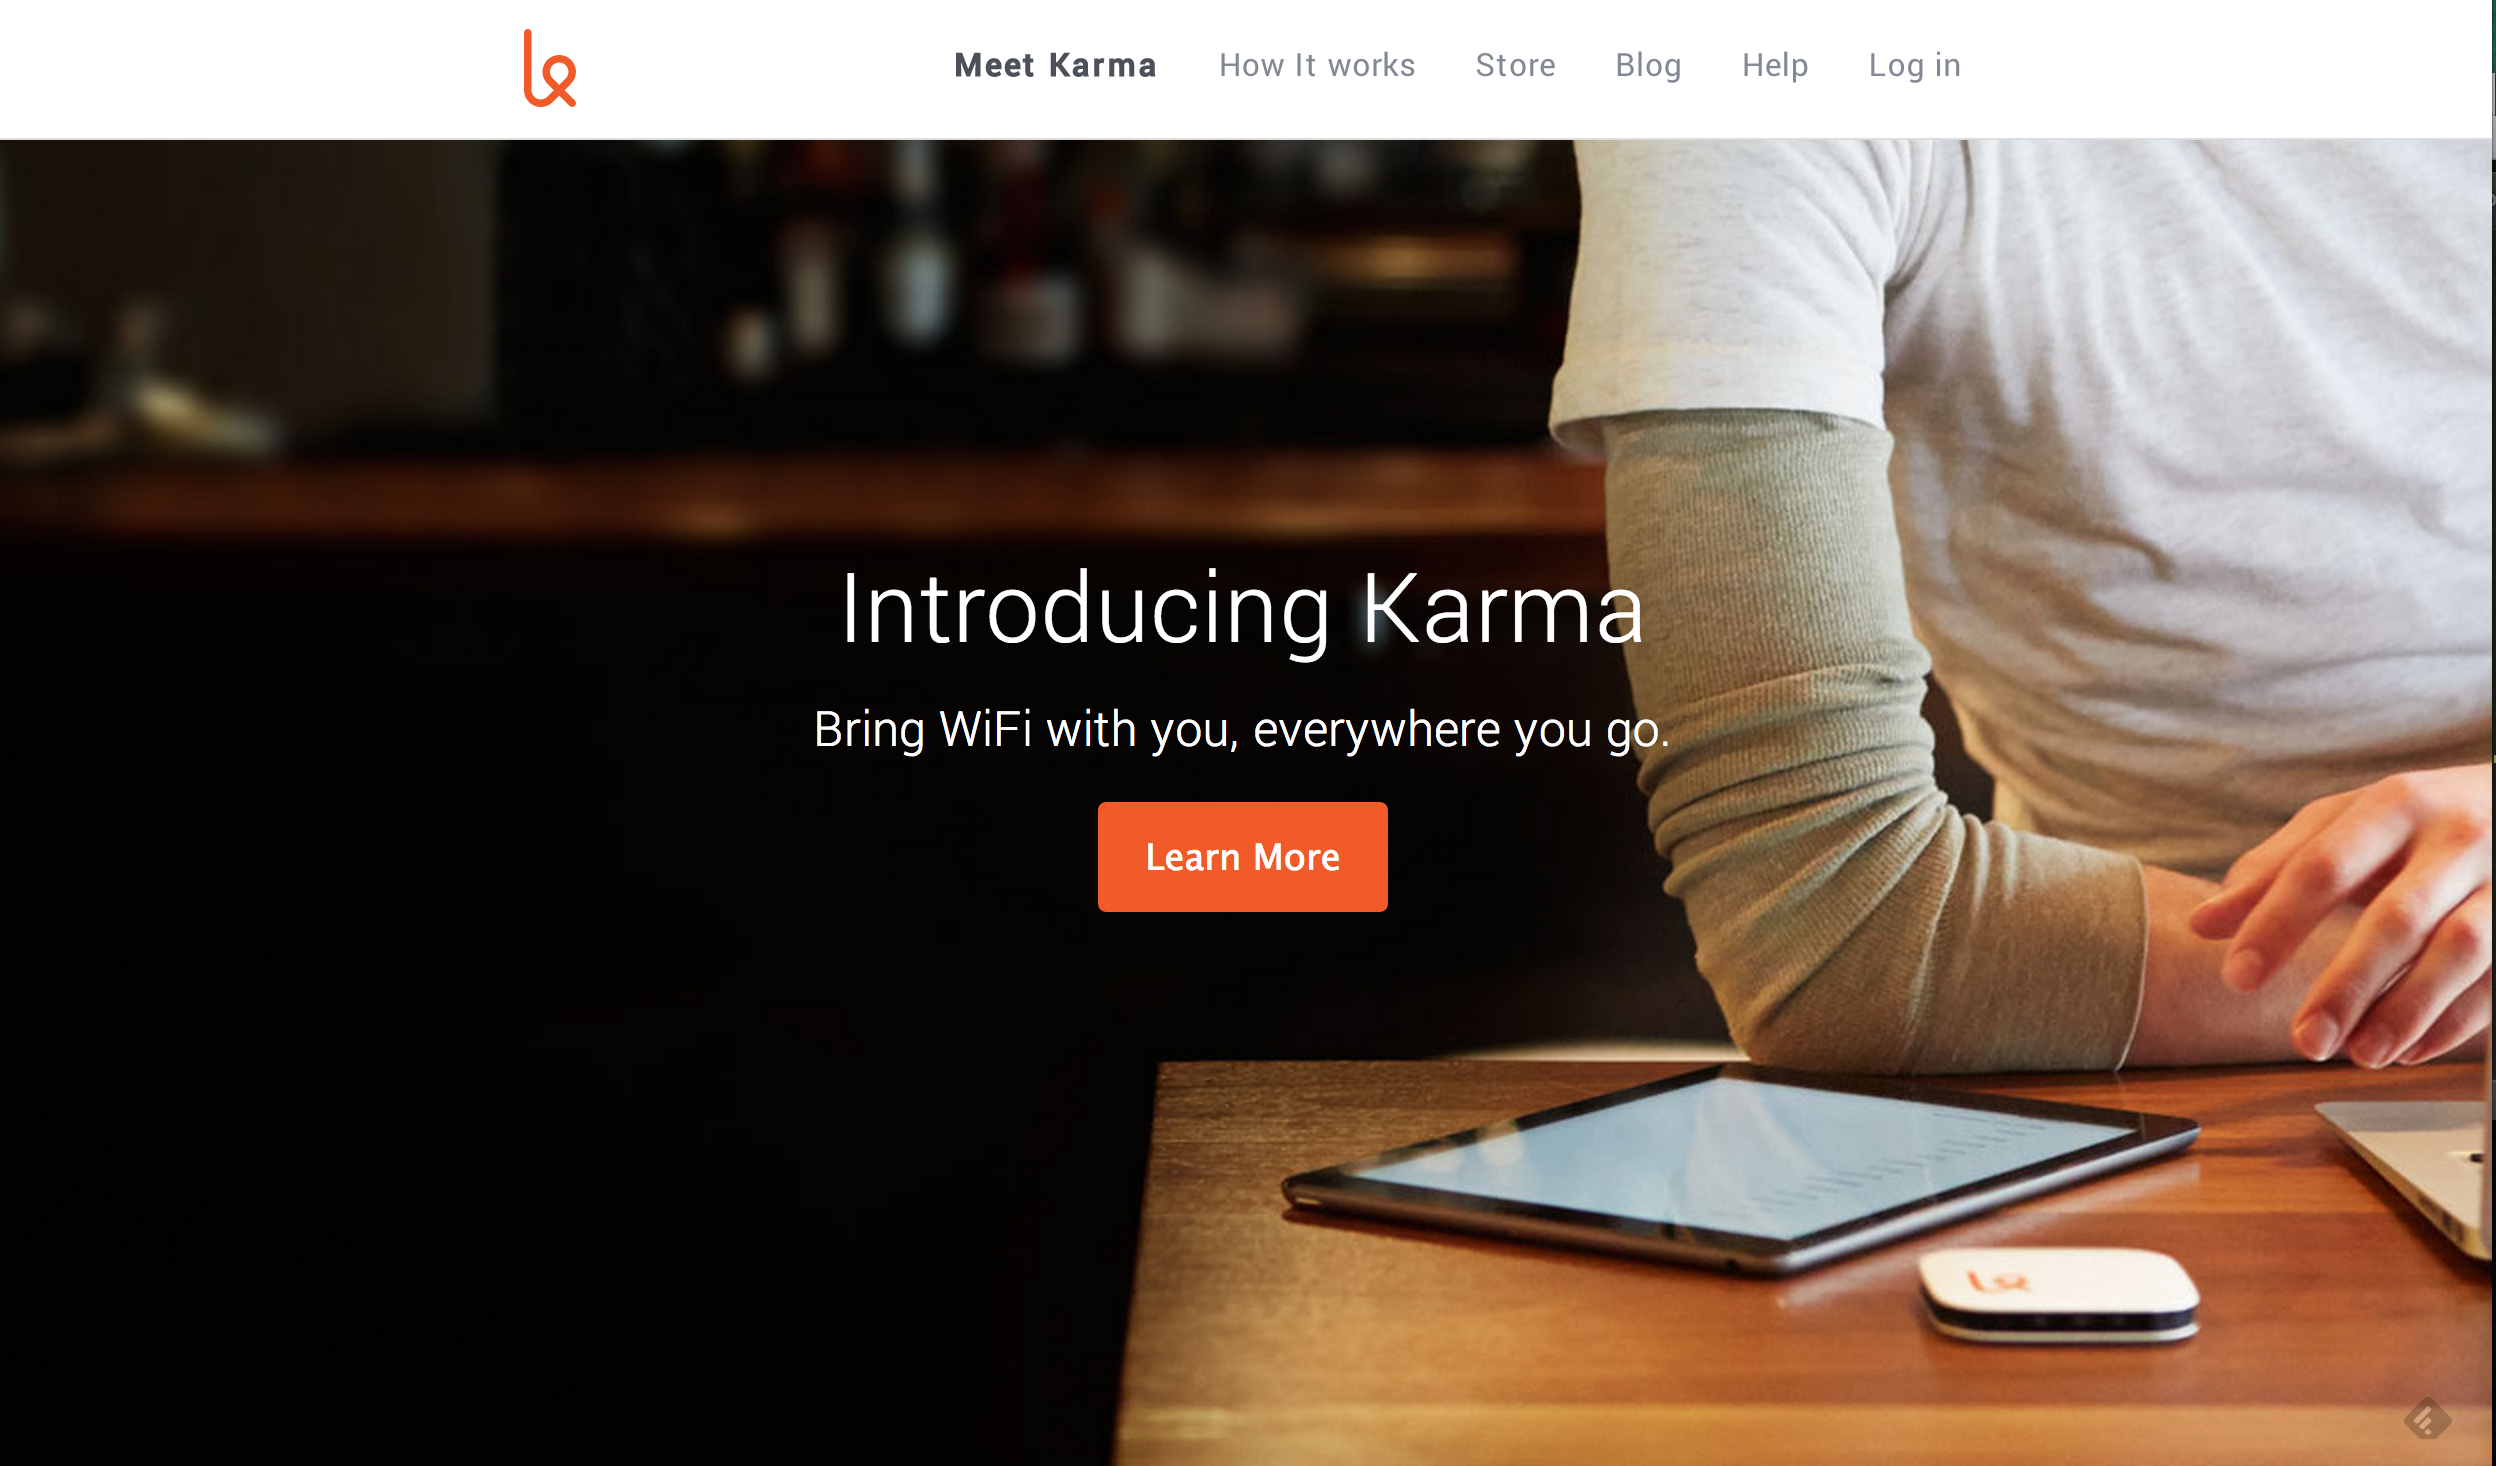 Meet Karma How It works Store Blog Help Log in
Introducing Karma
Bring WiFi with you, everywhere you go.
Learn More